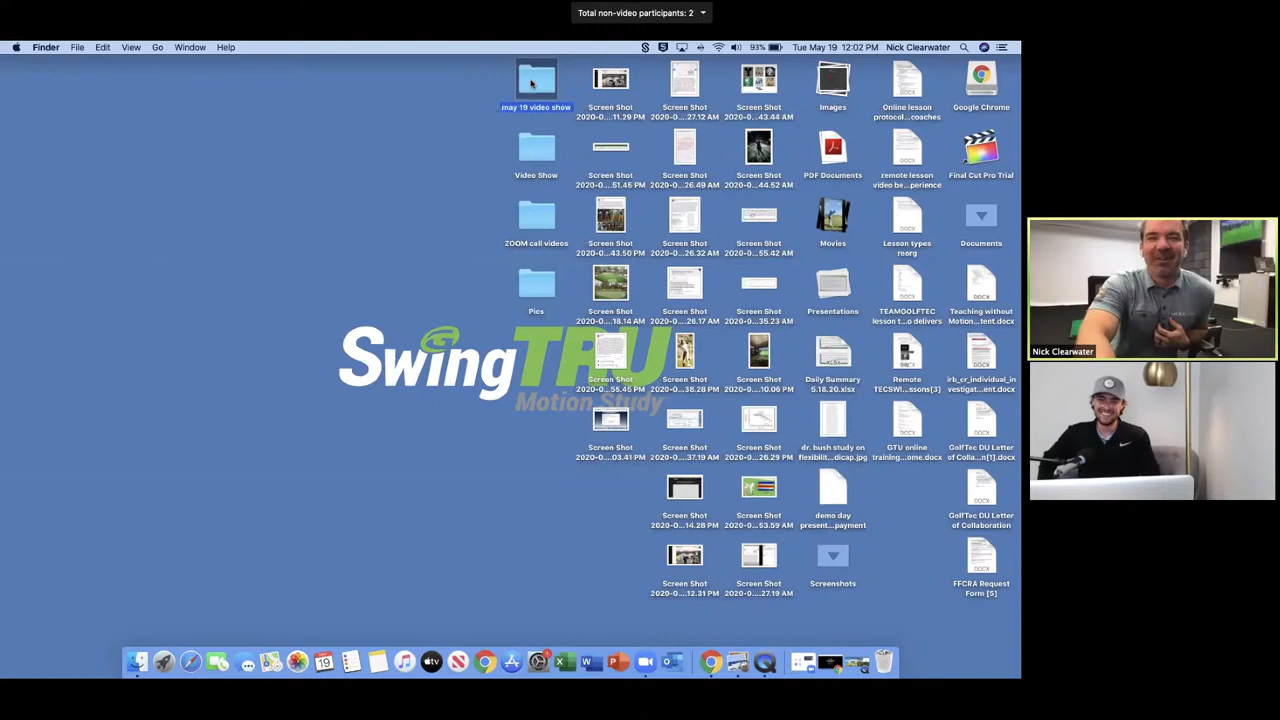 Total non-video participants: 2
Finder File Edit View Go Window Help
93% Tue May 19 12:02 PM Nick Clearwater
may 19 video show
Screen Shot
2020-0....11.29 PM
Screen Shot
2020-0....27.12 AM
Screen Shot
2020-0....43.44 AM
Images
Online lesson
protocol...coaches
Google Chrome
Video Show
Screen Shot
2020-0....51.45 PM
Screen Shot
2020-0....26.49 AM
Screen Shot
2020-0....44.52 AM
PDF Documents
remote lesson
video be...perience
Final Cut Pro Trial
ZOOM call videos
Screen Shot
2020-0....43.50 PM
Screen Shot
2020-0....26.32 AM
Screen Shot
2020-0....55.42 AM
Movies
Lesson types
reorg
Documents
Pics
Screen Shot
2020-0....18.14 AM
Screen Shot
2020-0....26.17 AM
Screen Shot
2020-0....35.23 AM
Presentations
TEAMGOLFTEC
lesson t...o delivers
Teaching without
Motion...tent.docx
SwingTRU
Motion Study
Screen Shot
2020-0....55.45 PM
Screen Shot
2020-0....38.28 PM
Screen Shot
2020-0....10.06 PM
XLSX
Daily Summary
5.18.20.xlsx
Remote
TECSWI...ssons[3]
irb_cr_individual_in
vestigat...ent.docx
Screen Shot
2020-0....03.41 PM
Screen Shot
2020-0....37.19 AM
Screen Shot
2020-0....26.29 PM
dr. bush study on
flexibilit...dicap.jpg
GTU online
training...ome.docx
GolfTec DU Letter
of Colla...n[1].docx
Screen Shot
2020-0....14.28 PM
Screen Shot
2020-0....53.59 AM
demo day
present...payment
GolfTec DU Letter
of Collaboration
Screen Shot
2020-0....12.31 PM
Screen Shot
2020-0....27.19 AM
Screenshots
FFCRA Request
Form [5]
Nick Clearwater